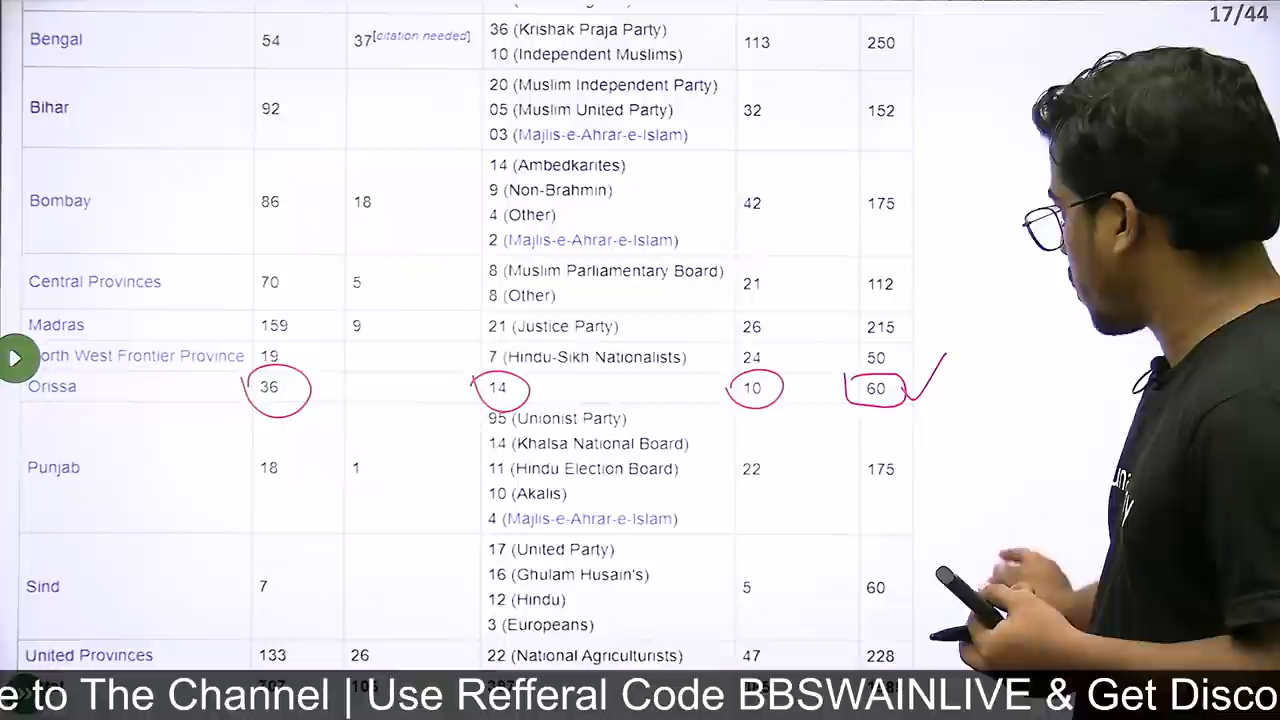 17/44
Bengal 54 37[citation needed] 36 (Krishak Praja Party) 113 250
10 (Independent Muslims)
Bihar 92 20 (Muslim Independent Party) 32 152
05 (Muslim United Party)
03 (Majlis-e-Ahrar-e-Islam)
Bombay 86 18 14 (Ambedkarites) 42 175
9 (Non-Brahmin)
4 (Other)
2 (Majlis-e-Ahrar-e-Islam)
Central Provinces 70 5 8 (Muslim Parliamentary Board) 21 112
8 (Other)
Madras 159 9 21 (Justice Party) 26 215
orth West Frontier Province 19 7 (Hindu-Sikh Nationalists) 24 50
Orissa 36 14 10 60
Punjab 18 1 95 (Unionist Party) 22 175
14 (Khalsa National Board)
11 (Hindu Election Board)
10 (Akalis)
4 (Majlis-e-Ahrar-e-Islam)
Sind 7 17 (United Party) 5 60
16 (Ghulam Husain's)
12 (Hindu)
3 (Europeans)
United Provinces 133 26 22 (National Agriculturists) 47 228
e to The Channel | Use Refferal Code BBSWAINLIVE & Get Disco